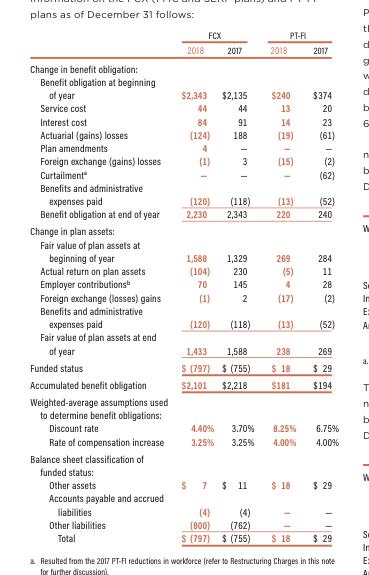 plans as of December 31 follows:
FCX PT-FI
2018 2017 2018 2017
Change in benefit obligation:
Benefit obligation at beginning
of year $2,343 $2,135 $240 $374
Service cost 44 44 13 20
Interest cost 84 91 14 23
Actuarial (gains) losses (124) 188 (19) (61)
Plan amendments 4 — — —
Foreign exchange (gains) losses (1) 3 (15) (2)
Curtailmentᵃ — — — (62)
Benefits and administrative
expenses paid (120) (118) (13) (52)
Benefit obligation at end of year 2,230 2,343 220 240
Change in plan assets:
Fair value of plan assets at
beginning of year 1,588 1,329 269 284
Actual return on plan assets (104) 230 (5) 11
Employer contributionsᵇ 70 145 4 28
Foreign exchange (losses) gains (1) 2 (17) (2)
Benefits and administrative
expenses paid (120) (118) (13) (52)
Fair value of plan assets at end
of year 1,433 1,588 238 269
Funded status $ (797) $ (755) $ 18 $ 29
Accumulated benefit obligation $2,101 $2,218 $181 $194
Weighted-average assumptions used
to determine benefit obligations:
Discount rate 4.40% 3.70% 8.25% 6.75%
Rate of compensation increase 3.25% 3.25% 4.00% 4.00%
Balance sheet classification of
funded status:
Other assets $ 7 $ 11 $ 18 $ 29
Accounts payable and accrued
liabilities (4) (4) — —
Other liabilities (800) (762) — —
Total $ (797) $ (755) $ 18 $ 29
a. Resulted from the 2017 PT-FI reductions in workforce (refer to Restructuring Charges in this note
for further discussion).